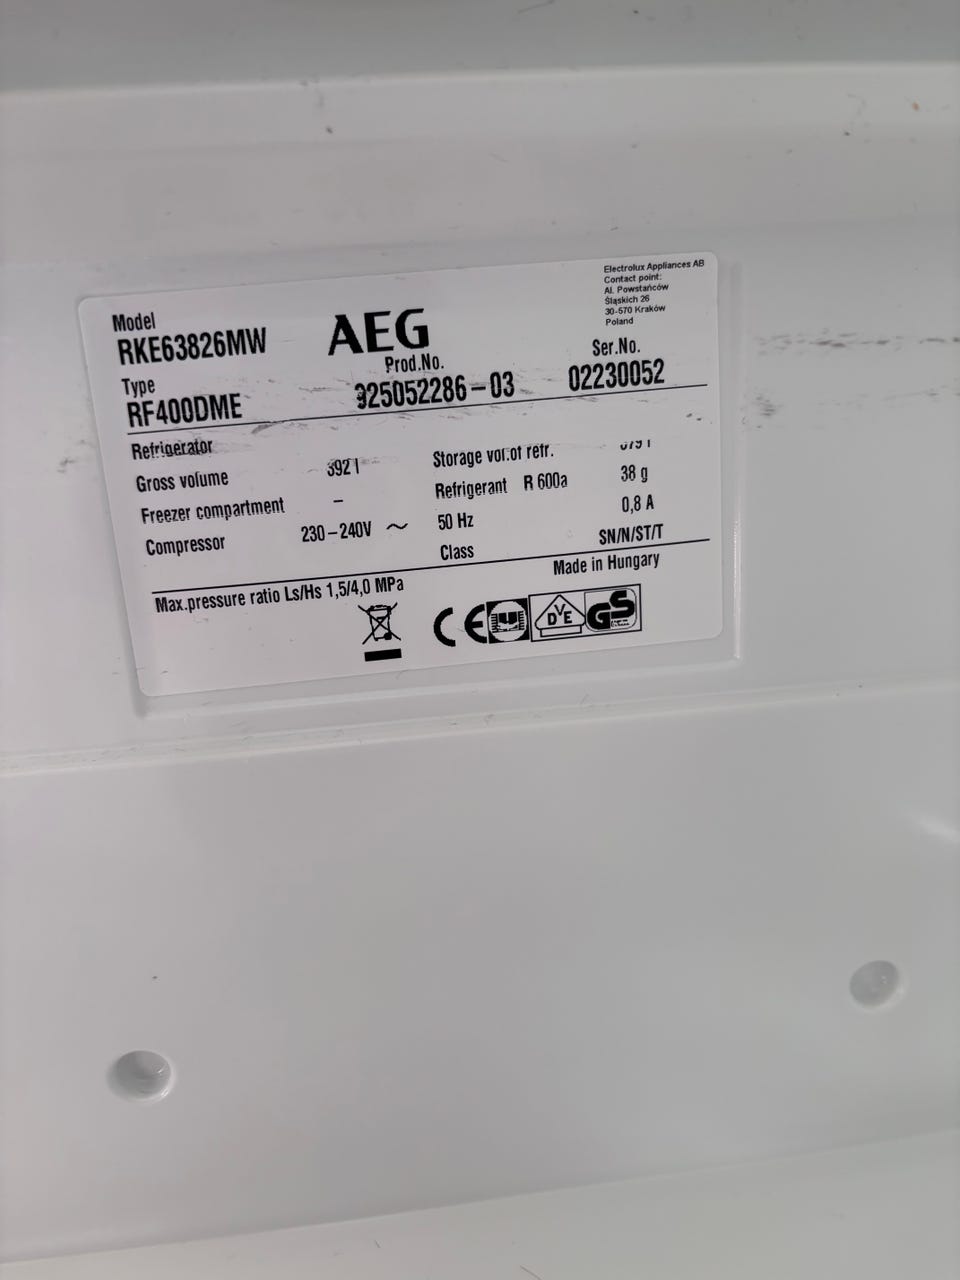 Electrolux Appliances AB
Contact point:
Al. Powstańców
Śląskich 26
30-570 Kraków
Poland
Model
RKE63826MW
AEG
Prod.No.
925052286-03
Ser.No.
02230052
Type
RF400DME
Refrigerator
Gross volume 392 l
Storage vol.of refr.
Freezer compartment –
Refrigerant R 600a 38 g
Compressor 230-240V ~ 50 Hz 0,8 A
Class SN/N/ST/T
Max.pressure ratio Ls/Hs 1,5/4,0 MPa
Made in Hungary
CE
DVE
GS